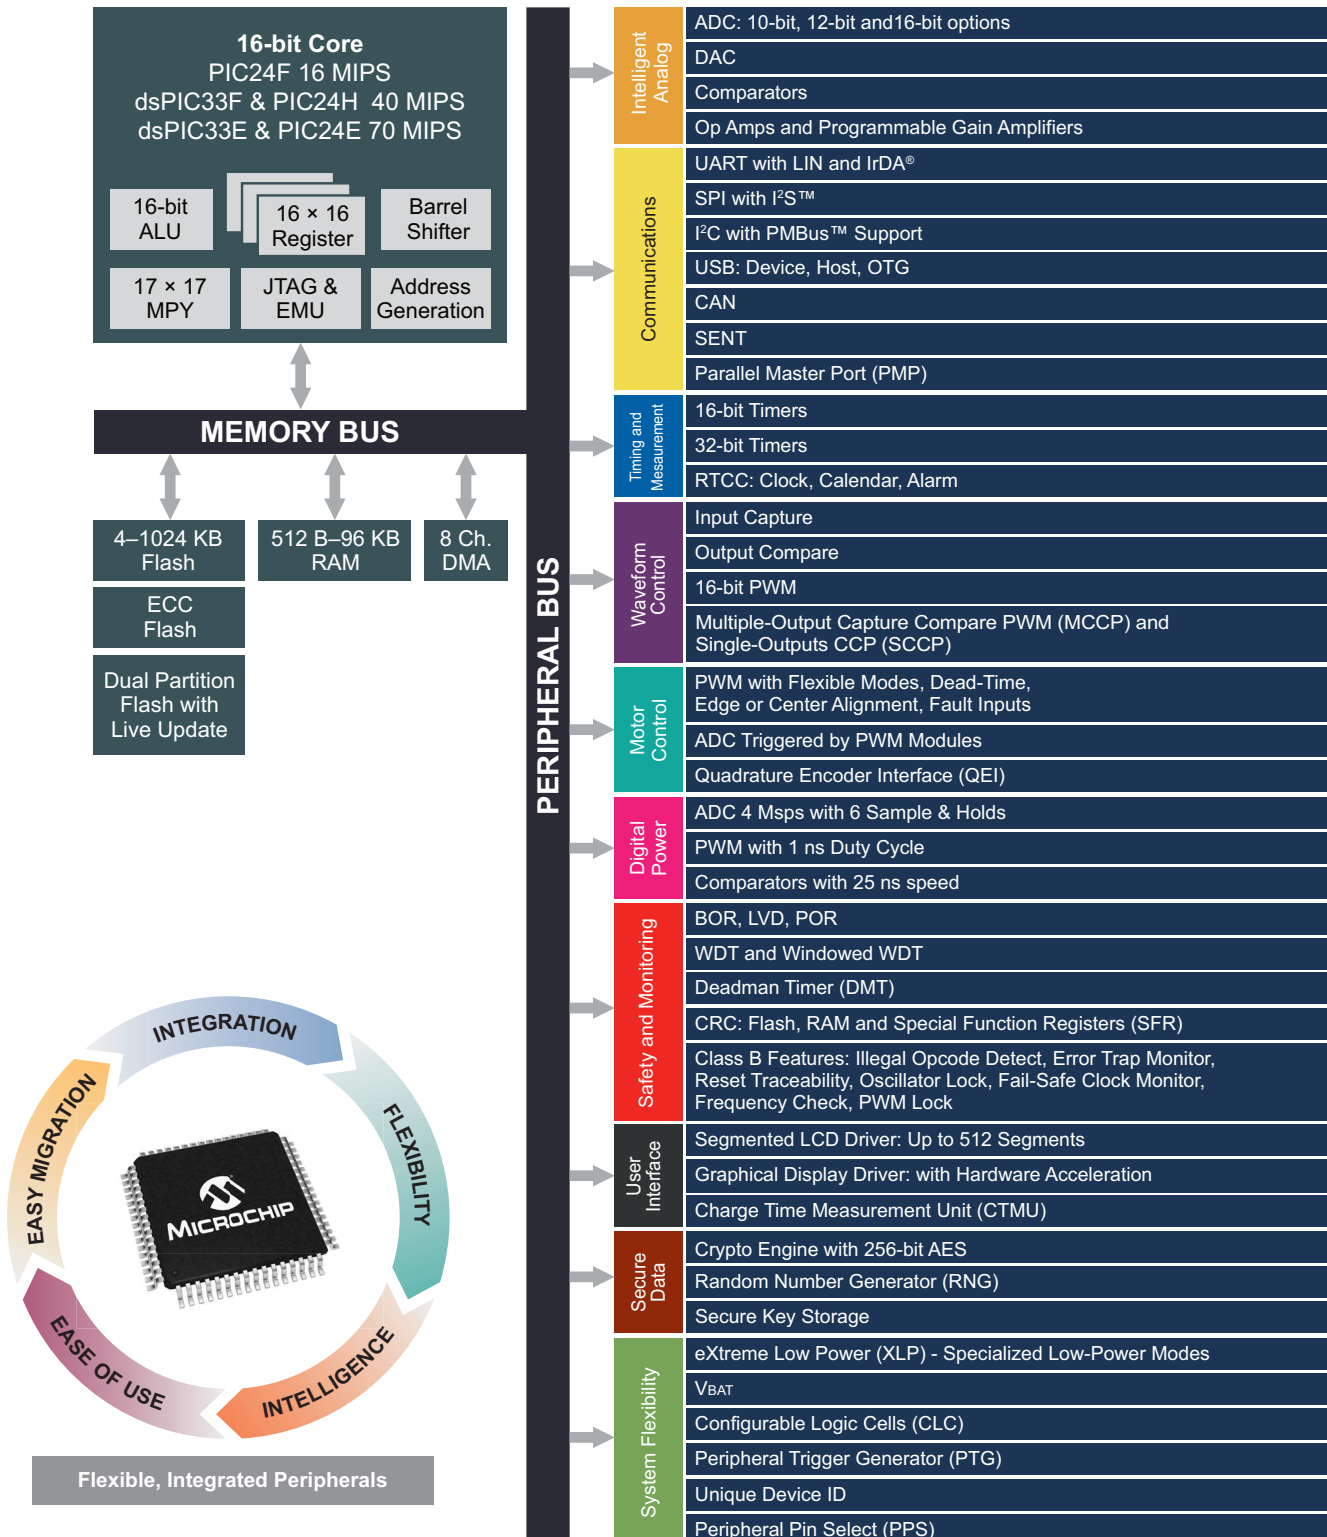 16-bit Core
PIC24F 16 MIPS
dsPIC33F & PIC24H 40 MIPS
dsPIC33E & PIC24E 70 MIPS
16-bit
ALU
16 × 16
Register
Barrel
Shifter
17 × 17
MPY
JTAG &
EMU
Address
Generation
MEMORY BUS
4–1024 KB
Flash
512 B–96 KB
RAM
8 Ch.
DMA
ECC
Flash
Dual Partition
Flash with
Live Update
PERIPHERAL BUS
Intelligent
Analog
ADC: 10-bit, 12-bit and16-bit options
DAC
Comparators
Op Amps and Programmable Gain Amplifiers
Communications
UART with LIN and IrDA®
SPI with I²S™
I²C with PMBus™ Support
USB: Device, Host, OTG
CAN
SENT
Parallel Master Port (PMP)
Timing and
Mesaurement
16-bit Timers
32-bit Timers
RTCC: Clock, Calendar, Alarm
Waveform
Control
Input Capture
Output Compare
16-bit PWM
Multiple-Output Capture Compare PWM (MCCP) and
Single-Outputs CCP (SCCP)
Motor
Control
PWM with Flexible Modes, Dead-Time,
Edge or Center Alignment, Fault Inputs
ADC Triggered by PWM Modules
Quadrature Encoder Interface (QEI)
Digital
Power
ADC 4 Msps with 6 Sample & Holds
PWM with 1 ns Duty Cycle
Comparators with 25 ns speed
Safety and Monitoring
BOR, LVD, POR
WDT and Windowed WDT
Deadman Timer (DMT)
CRC: Flash, RAM and Special Function Registers (SFR)
Class B Features: Illegal Opcode Detect, Error Trap Monitor,
Reset Traceability, Oscillator Lock, Fail-Safe Clock Monitor,
Frequency Check, PWM Lock
User
Interface
Segmented LCD Driver: Up to 512 Segments
Graphical Display Driver: with Hardware Acceleration
Charge Time Measurement Unit (CTMU)
Secure
Data
Crypto Engine with 256-bit AES
Random Number Generator (RNG)
Secure Key Storage
System Flexibility
eXtreme Low Power (XLP) - Specialized Low-Power Modes
VBAT
Configurable Logic Cells (CLC)
Peripheral Trigger Generator (PTG)
Unique Device ID
Peripheral Pin Select (PPS)
INTEGRATION
FLEXIBILITY
INTELLIGENCE
EASE OF USE
EASY MIGRATION
MICROCHIP
Flexible, Integrated Peripherals